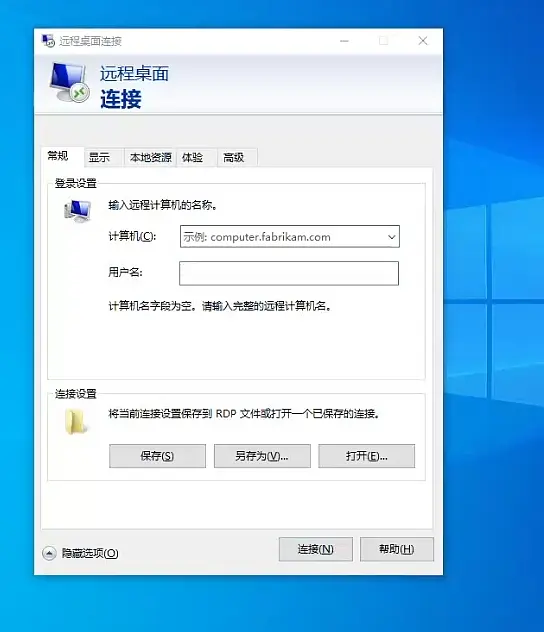 远程桌面连接
远程桌面
连接
常规 显示 本地资源 体验 高级
登录设置
输入远程计算机的名称。
计算机(C): 示例: computer.fabrikam.com
用户名:
计算机名字段为空。请输入完整的远程计算机名。
连接设置
将当前连接设置保存到 RDP 文件或打开一个已保存的连接。
保存(S) 另存为(V)... 打开(E)...
隐藏选项(O) 连接(N) 帮助(H)